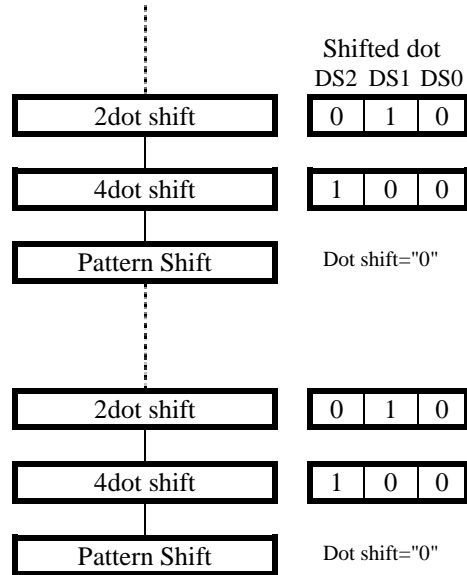 Shifted dot
DS2 DS1 DS0
2dot shift 0 1 0
4dot shift 1 0 0
Pattern Shift Dot shift="0"
2dot shift 0 1 0
4dot shift 1 0 0
Pattern Shift Dot shift="0"